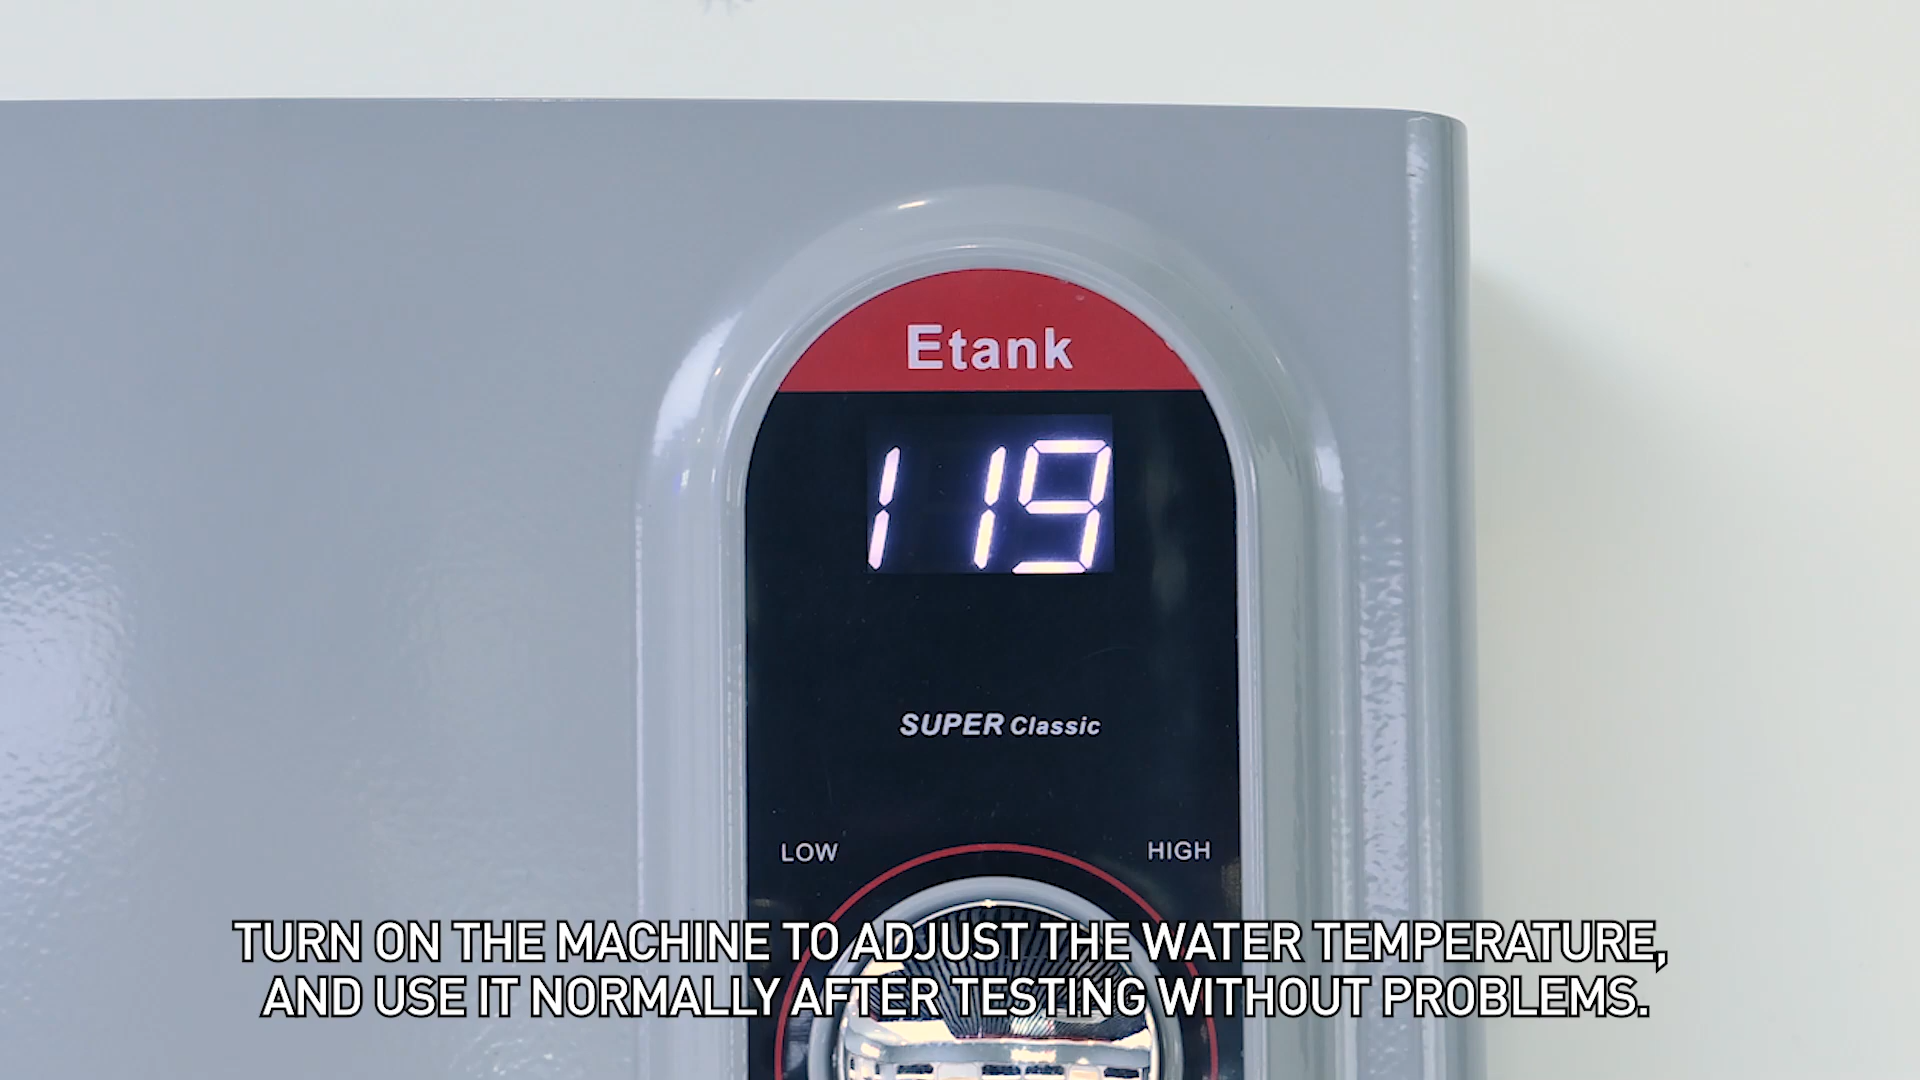 Etank
119
SUPER Classic
LOW
HIGH
TURN ON THE MACHINE TO ADJUST THE WATER TEMPERATURE,
AND USE IT NORMALLY AFTER TESTING WITHOUT PROBLEMS.